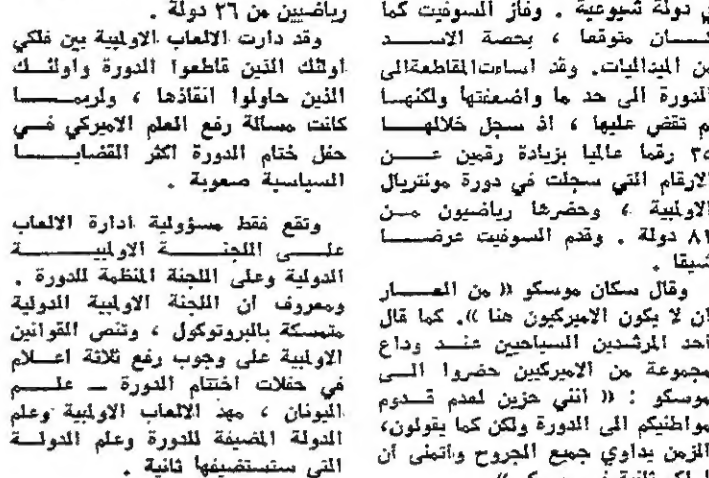 ي دولة شيوعية . وفاز السوفيت كما
كسان متوقعا ، بحصة الاسد
من الميداليات. وقد اساءت المقاطعة الى
الدورة الى حد ما واضعفتها ولكنها
لم تقض عليها ، اذ سجل خلالها
٣٥ رقما عاليا بزيادة رقمين عن
الارقام التي سجلت في دورة مونتريال
الاولمبية ، وحضرها رياضيون من
٨١ دولة . وقدم السوفيت عرضا
شيقا .
وقال سكان موسكو « من العار
ان لا يكون الاميركيون هنا ». كما قال
أحد المرشدين السياحيين عند وداع
مجموعة من الاميركيين حضروا الى
موسكو : « انني حزين لعدم قدوم
مواطنيكم الى الدورة ولكن كما يقولون،
الزمن يداوي جميع الجروح واتمنى ان
رياضيين من ٢٦ دولة .
وقد دارت الالعاب الاولمبية بين فلكي
اولئك الذين قاطعوا الدورة واولئك
الذين حاولوا انقاذها ، ولربما
كانت مسالة رفع العلم الاميركي في
حفل ختام الدورة اكثر القضايا
السياسية صعوبة .
وتقع فقط مسؤولية ادارة الالعاب
على اللجنة الاولمبية
الدولية وعلى اللجنة المنظمة للدورة .
ومعروف ان اللجنة الاولمبية الدولية
متمسكة بالبروتوكول ، وتنص القوانين
الاولمبية على وجوب رفع ثلاثة اعلام
في حفلات اختتام الدورة ــ علم
اليونان ، مهد الالعاب الاولمبية وعلم
الدولة المضيفة للدورة وعلم الدولة
التي ستستضيفها ثانية .